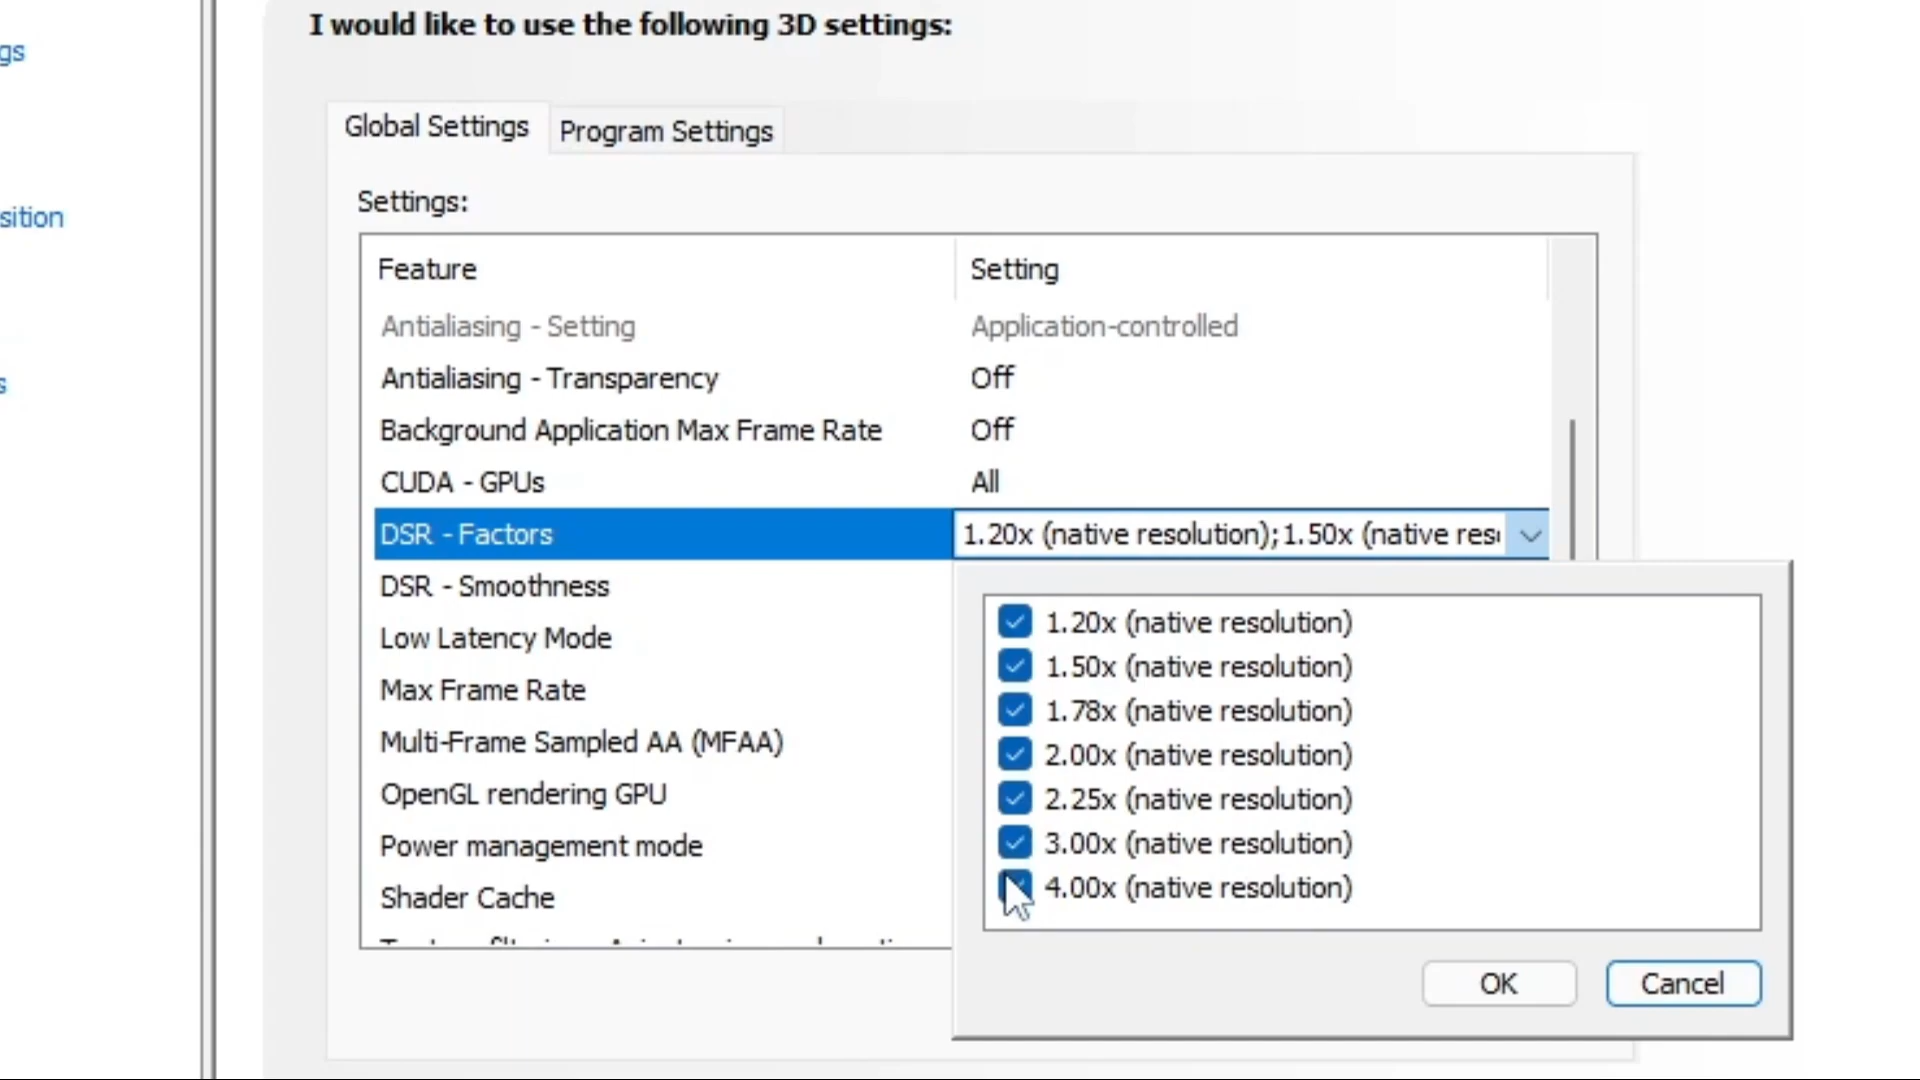 I would like to use the following 3D settings:
gs
Global Settings
Program Settings
Settings:
sition
Feature
Setting
Antialiasing - Setting
Application-controlled
s
Antialiasing - Transparency
Off
Background Application Max Frame Rate
Off
CUDA - GPUs
All
DSR - Factors
1.20x (native resolution);1.50x (native res
DSR - Smoothness
Low Latency Mode
Max Frame Rate
Multi-Frame Sampled AA (MFAA)
OpenGL rendering GPU
Power management mode
Shader Cache
1.20x (native resolution)
1.50x (native resolution)
1.78x (native resolution)
2.00x (native resolution)
2.25x (native resolution)
3.00x (native resolution)
4.00x (native resolution)
OK
Cancel